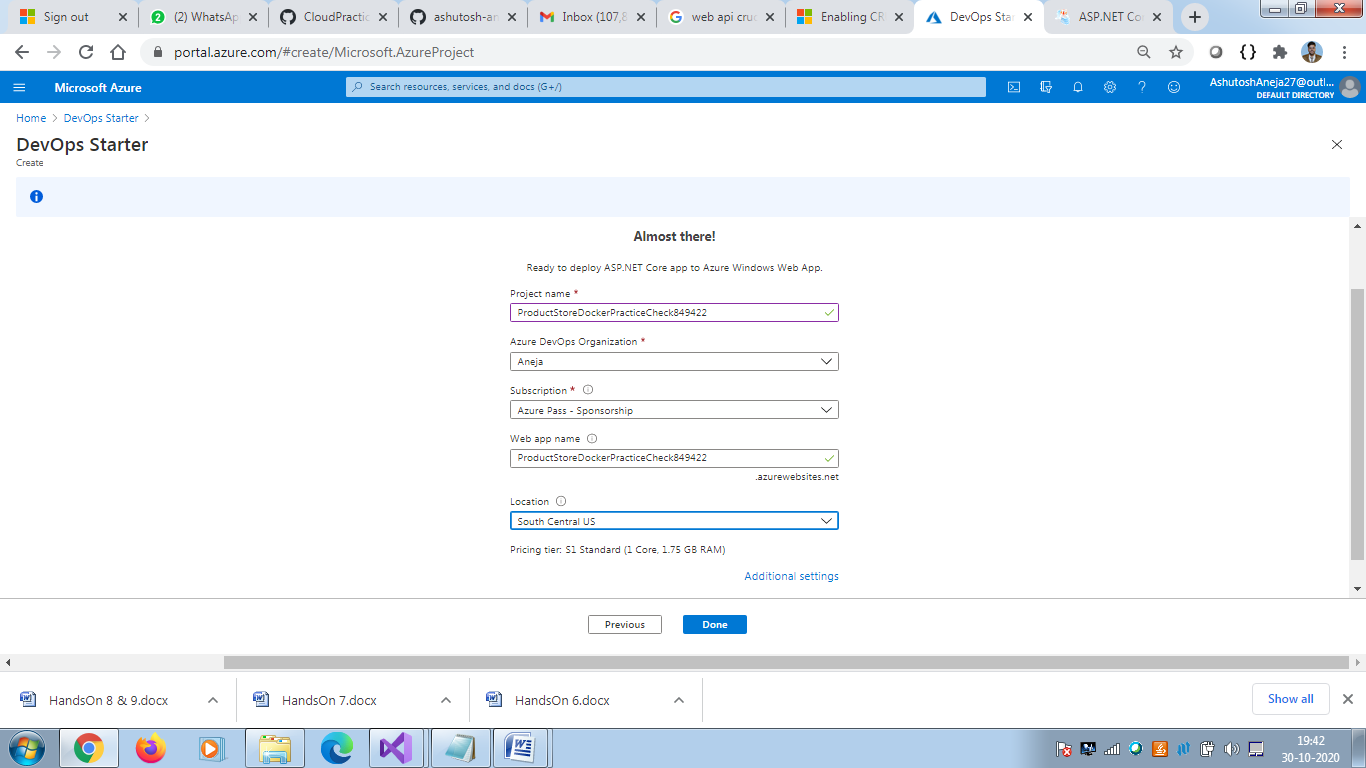 Sign out
(2) WhatsAp
CloudPractic
ashutosh-an
Inbox (107,8
web api cruc
Enabling CR
DevOps Star
ASP.NET Co
portal.azure.com/#create/Microsoft.AzureProject
Microsoft Azure
Search resources, services, and docs (G+/)
AshutoshAneja27@outl...
DEFAULT DIRECTORY
Home > DevOps Starter >
DevOps Starter
Create
Almost there!
Ready to deploy ASP.NET Core app to Azure Windows Web App.
Project name *
ProductStoreDockerPracticeCheck849422
Azure DevOps Organization *
Aneja
Subscription *
Azure Pass - Sponsorship
Web app name
ProductStoreDockerPracticeCheck849422
.azurewebsites.net
Location
South Central US
Pricing tier: S1 Standard (1 Core, 1.75 GB RAM)
Additional settings
Previous
Done
HandsOn 8 & 9.docx
HandsOn 7.docx
HandsOn 6.docx
Show all
19:42
30-10-2020